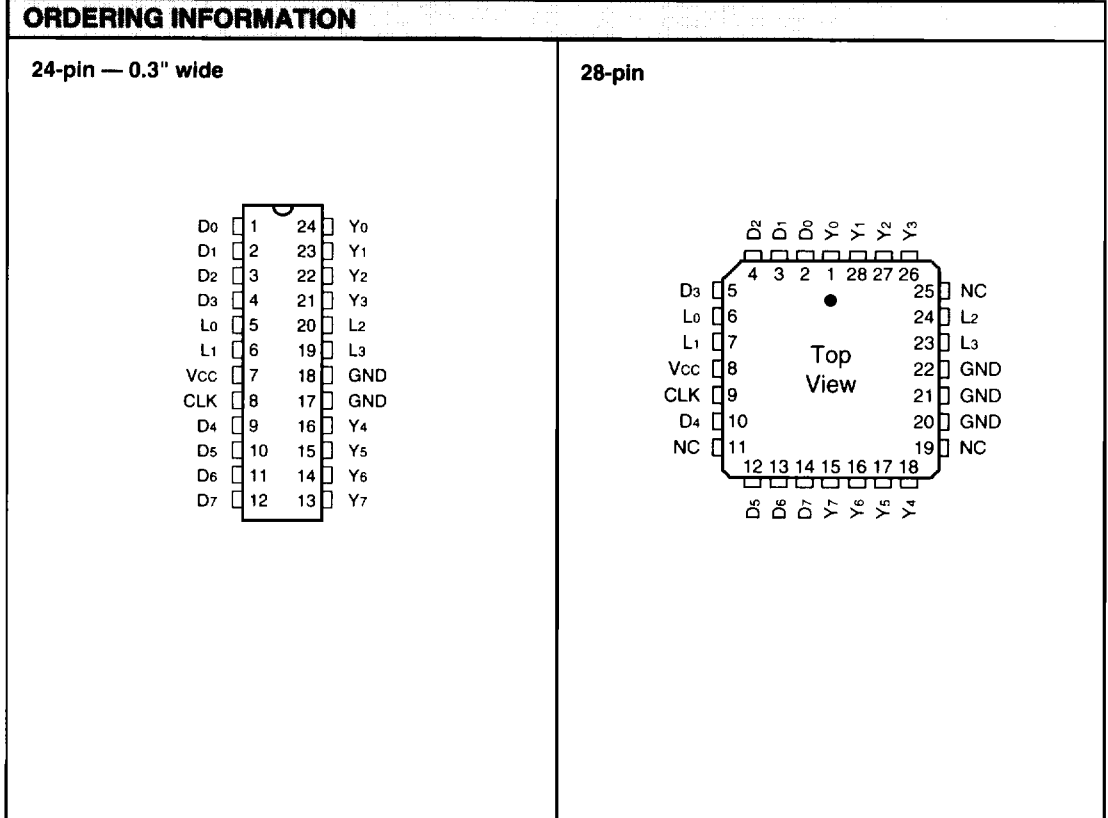 ORDERING INFORMATION
24-pin — 0.3" wide
D0 1 24 Y0
D1 2 23 Y1
D2 3 22 Y2
D3 4 21 Y3
L0 5 20 L2
L1 6 19 L3
VCC 7 18 GND
CLK 8 17 GND
D4 9 16 Y4
D5 10 15 Y5
D6 11 14 Y6
D7 12 13 Y7
28-pin
D2 D1 D0 Y0 Y1 Y2 Y3
4 3 2 1 28 27 26
D3 5 25 NC
L0 6 24 L2
L1 7 23 L3
Top
View
VCC 8 22 GND
CLK 9 21 GND
D4 10 20 GND
NC 11 19 NC
12 13 14 15 16 17 18
D5 D6 D7 Y7 Y6 Y5 Y4